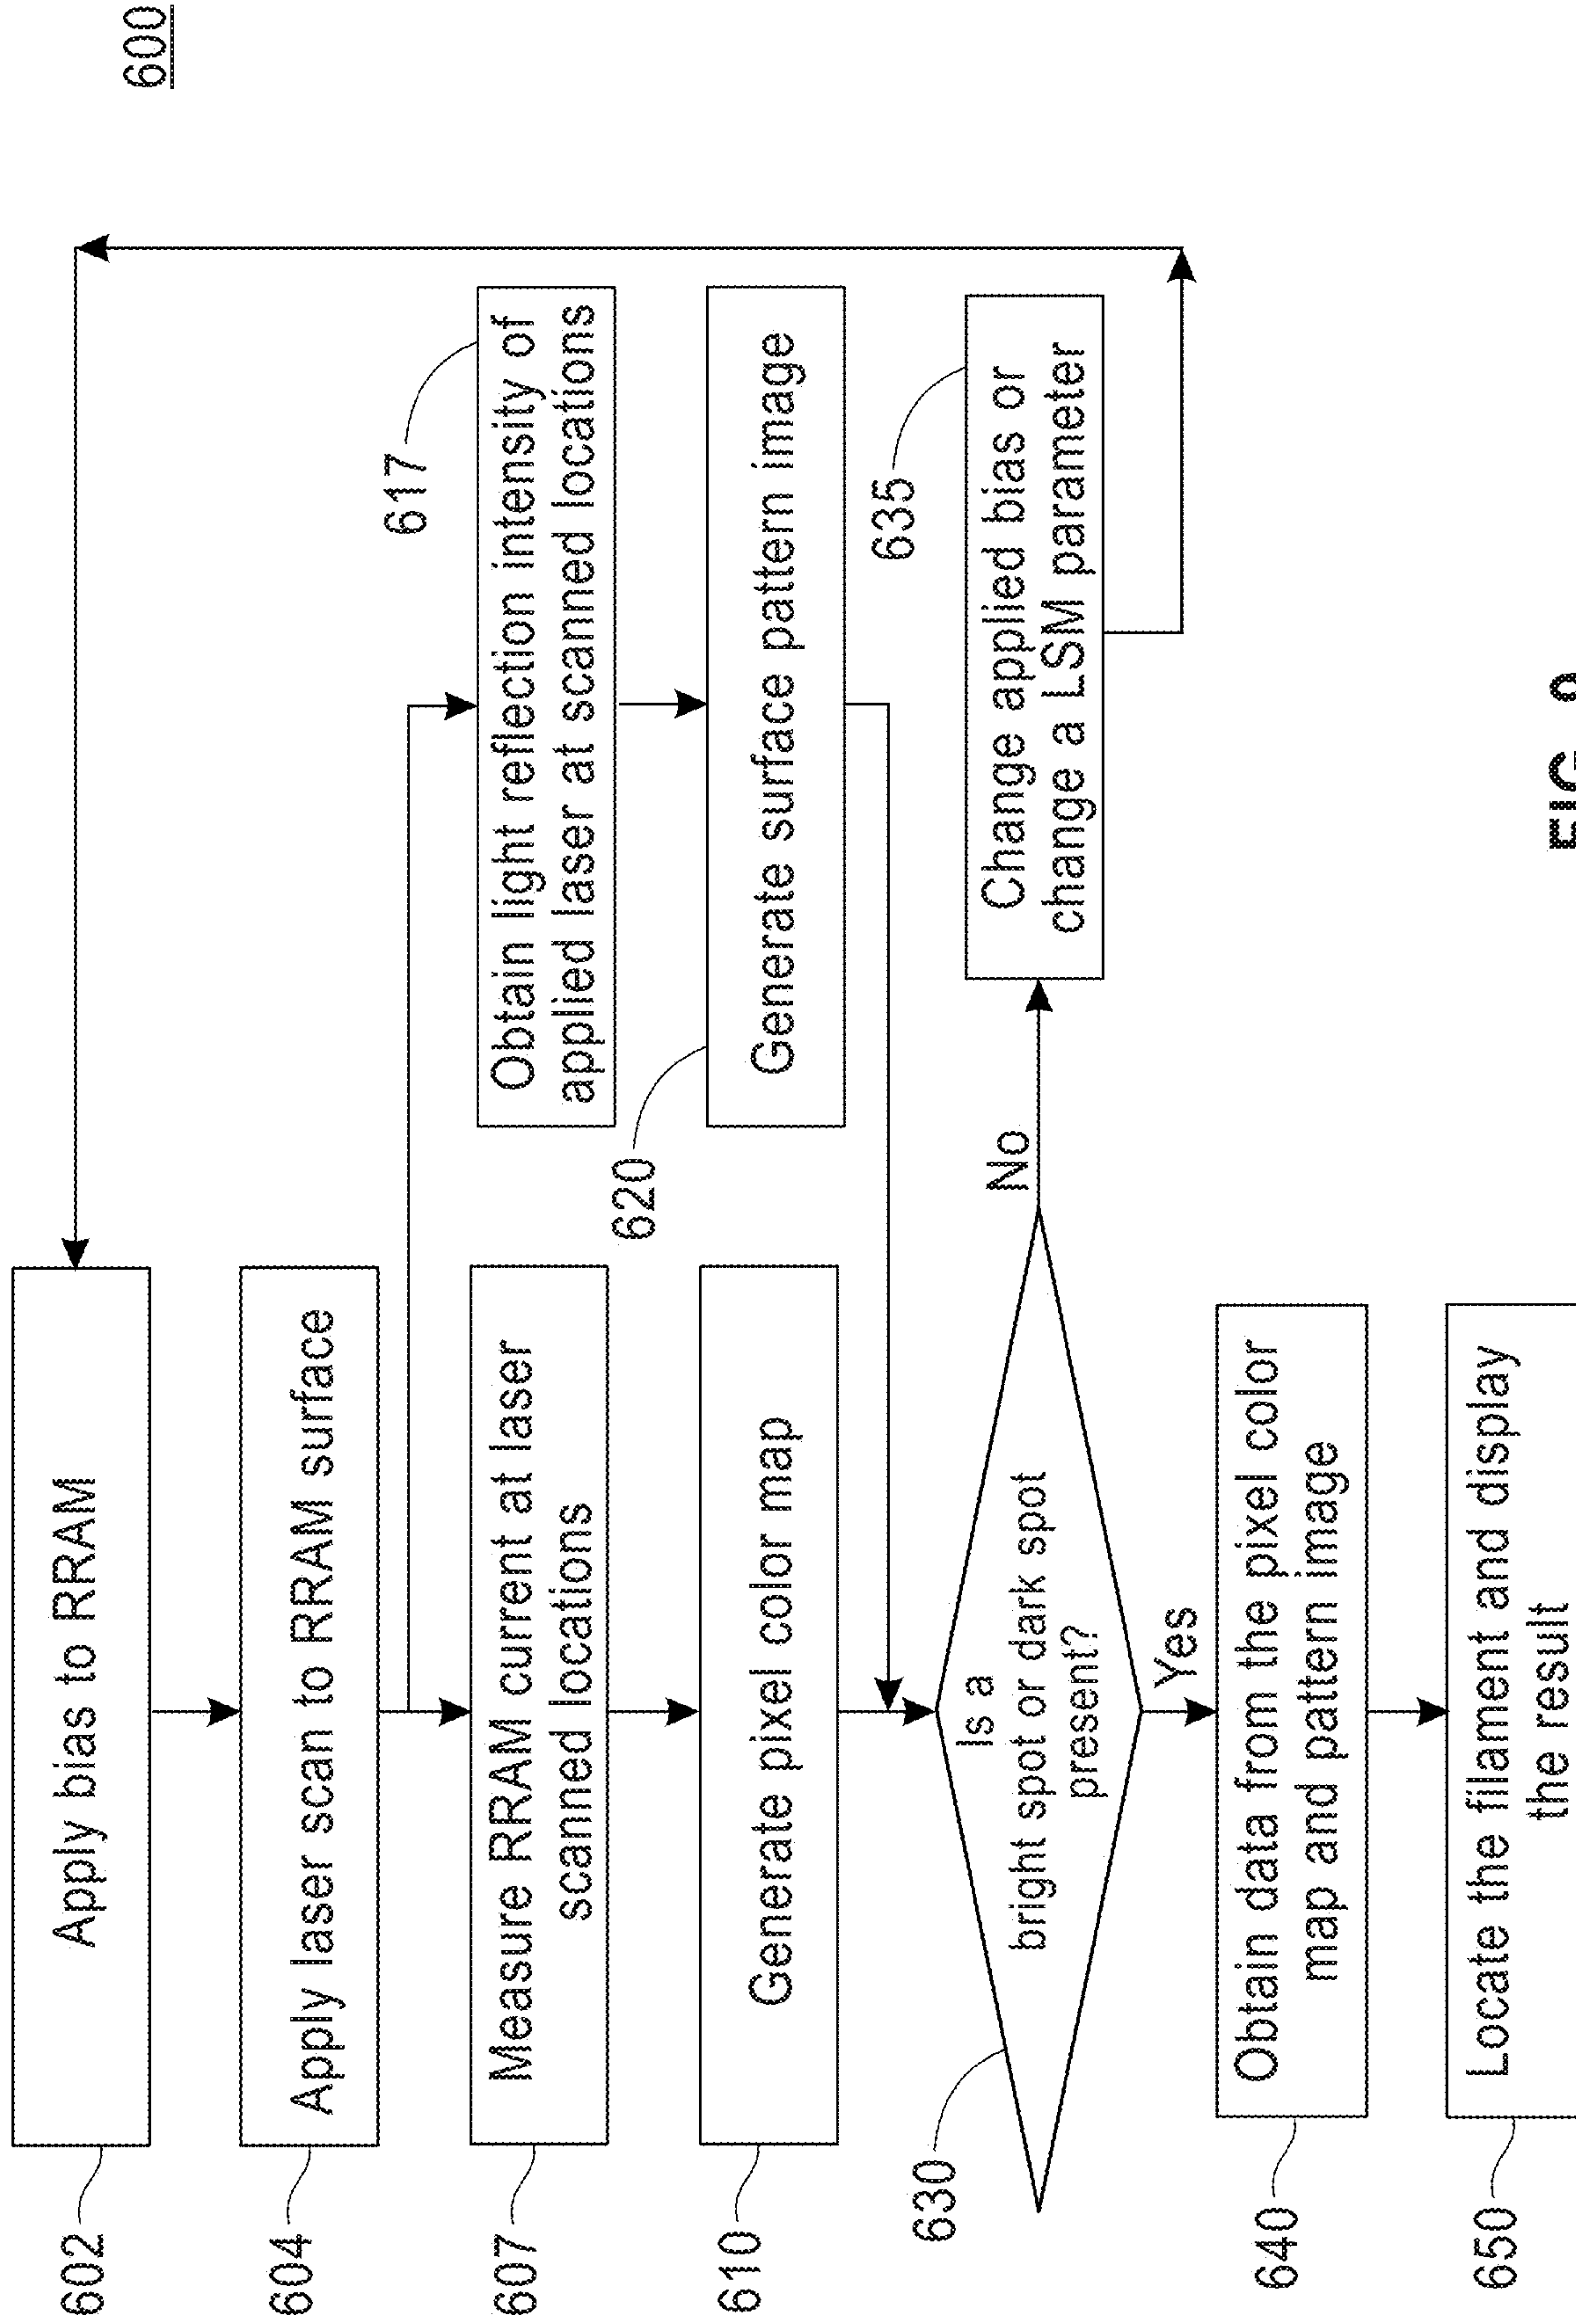 600
602
Apply bias to RRAM
604
Apply laser scan to RRAM surface
607
Measure RRAM current at laser
scanned locations
617
Obtain light reflection intensity of
applied laser at scanned locations
610
Generate pixel color map
620
Generate surface pattern image
630
Is a
bright spot or dark spot
present?
No
635
Change applied bias or
change a LSM parameter
Yes
640
Obtain data from the pixel color
map and pattern image
650
Locate the filament and display
the result
FIG.